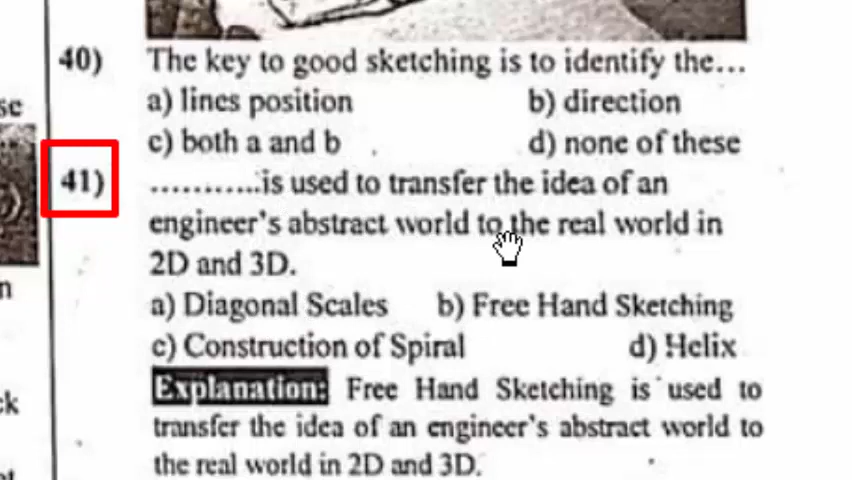 40) The key to good sketching is to identify the...
a) lines position b) direction
c) both a and b d) none of these
se
41) ...........is used to transfer the idea of an
engineer's abstract world to the real world in
2D and 3D.
n
a) Diagonal Scales b) Free Hand Sketching
c) Construction of Spiral d) Helix
Explanation: Free Hand Sketching is used to
ck
transfer the idea of an engineer's abstract world to
the real world in 2D and 3D.